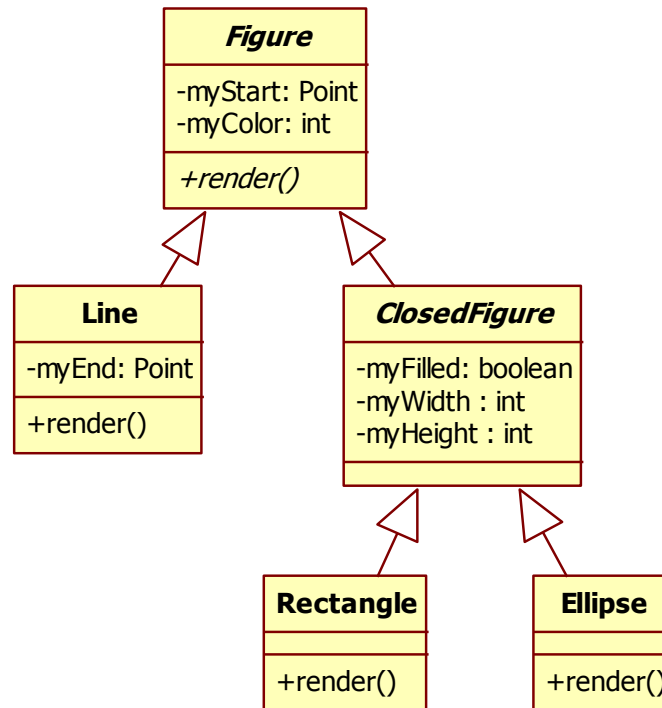 Figure
-myStart: Point
-myColor: int
+render()
Line
-myEnd: Point
+render()
ClosedFigure
-myFilled: boolean
-myWidth : int
-myHeight : int
Rectangle
+render()
Ellipse
+render()